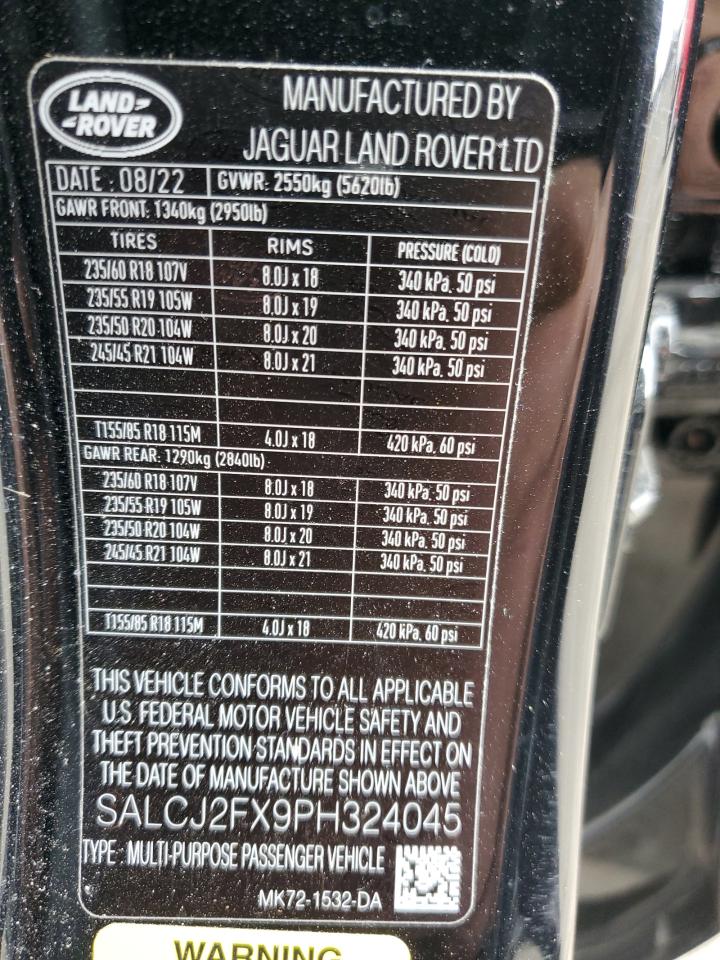 LAND-
-ROVER
MANUFACTURED BY
JAGUAR LAND ROVER LTD
DATE : 08/22 GVWR: 2550kg (5620lb)
GAWR FRONT: 1340kg (2950lb)
TIRES RIMS PRESSURE (COLD)
235/60 R18 107V 8.0J x 18 340 kPa, 50 psi
235/55 R19 105W 8.0J x 19 340 kPa, 50 psi
235/50 R20 104W 8.0J x 20 340 kPa, 50 psi
245/45 R21 104W 8.0J x 21 340 kPa, 50 psi
T155/85 R18 115M 4.0J x 18 420 kPa, 60 psi
GAWR REAR: 1290kg (2840lb)
235/60 R18 107V 8.0J x 18 340 kPa, 50 psi
235/55 R19 105W 8.0J x 19 340 kPa, 50 psi
235/50 R20 104W 8.0J x 20 340 kPa, 50 psi
245/45 R21 104W 8.0J x 21 340 kPa, 50 psi
T155/85 R18 115M 4.0J x 18 420 kPa, 60 psi
THIS VEHICLE CONFORMS TO ALL APPLICABLE
U.S. FEDERAL MOTOR VEHICLE SAFETY AND
THEFT PREVENTION STANDARDS IN EFFECT ON
THE DATE OF MANUFACTURE SHOWN ABOVE
SALCJ2FX9PH324045
TYPE : MULTI-PURPOSE PASSENGER VEHICLE
MK72-1532-DA
WARNING